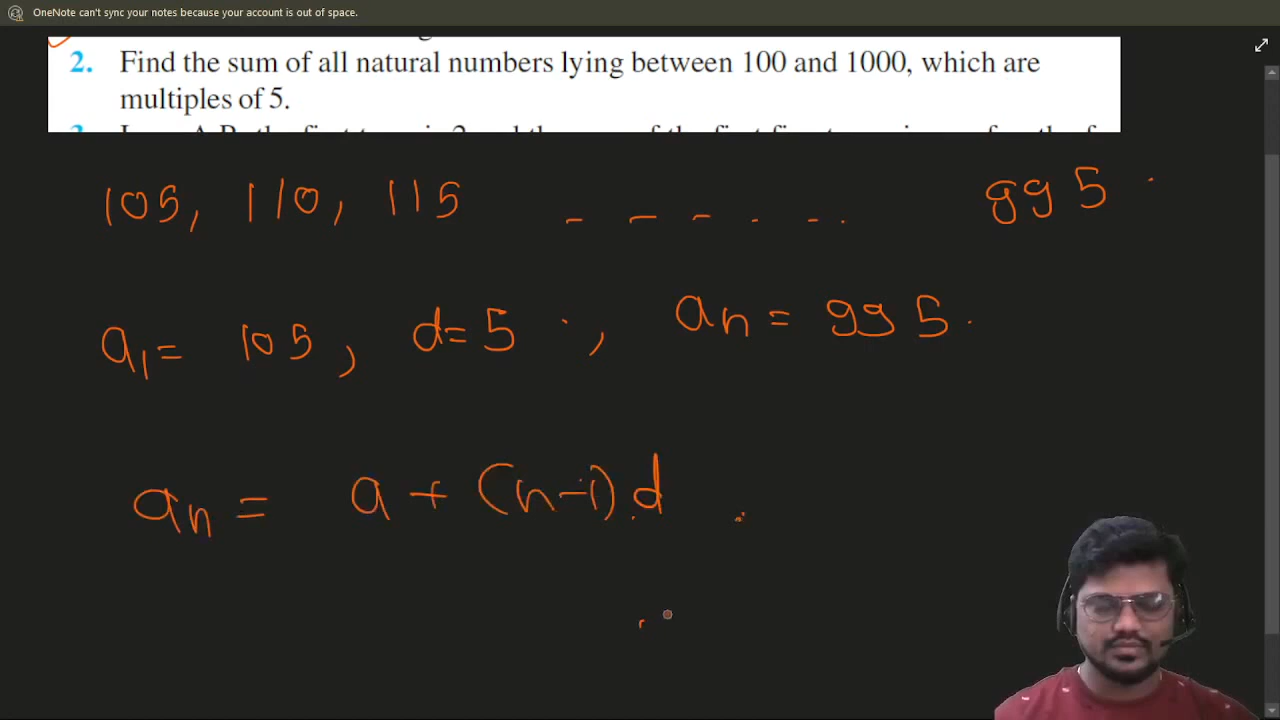 OneNote can't sync your notes because your account is out of space.
2. Find the sum of all natural numbers lying between 100 and 1000, which are
multiples of 5.
105, 110, 115 - - - - - - 995
a₁= 105, d=5, aₙ = 995.
aₙ = a + (n-1) d